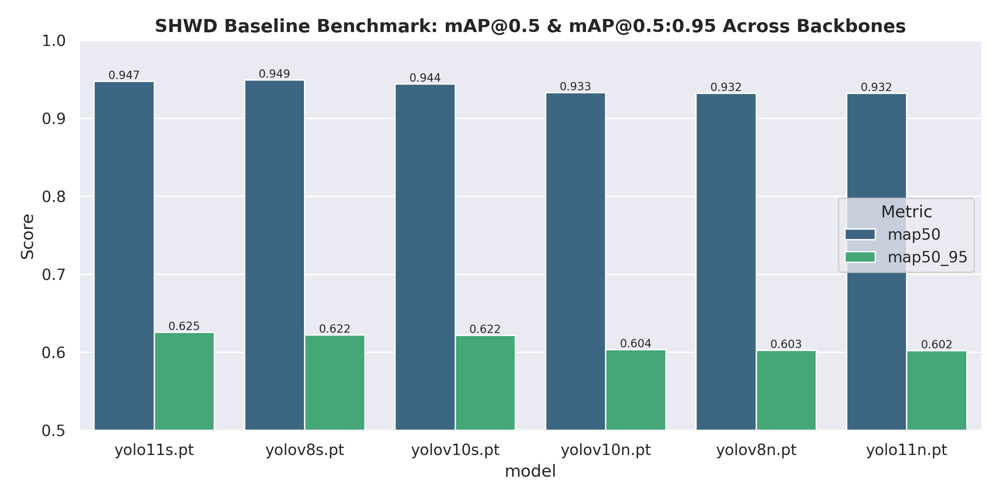 SHWD Baseline Benchmark: mAP@0.5 & mAP@0.5:0.95 Across Backbones
1.0
0.9
0.8
0.7
0.6
0.5
Score
0.947
0.949
0.944
0.933
0.932
0.932
0.625
0.622
0.622
0.604
0.603
0.602
Metric
map50
map50_95
yolo11s.pt
yolov8s.pt
yolov10s.pt
yolov10n.pt
yolov8n.pt
yolo11n.pt
model